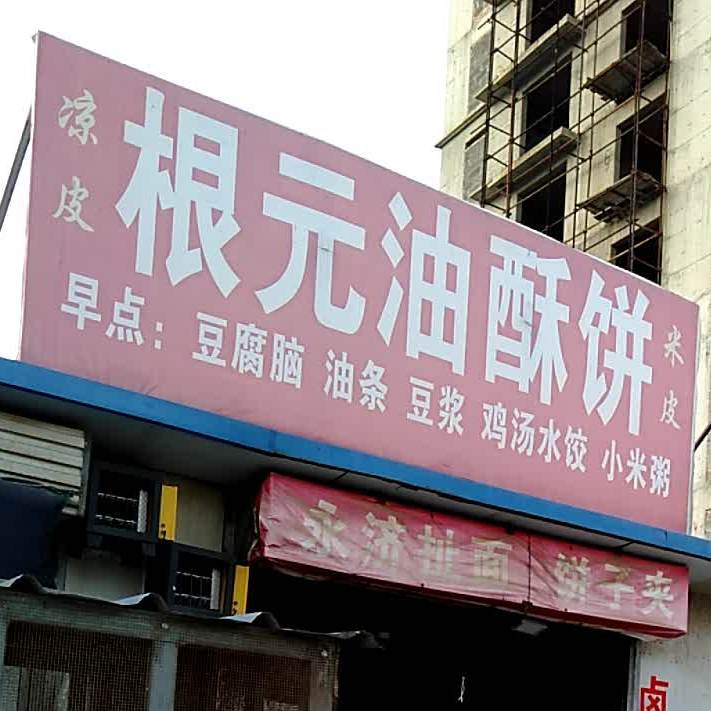 凉皮
根元油酥饼
米皮
早点：豆腐脑 油条 豆浆 鸡汤水饺 小米粥
永济扯面 饼子夹
卤